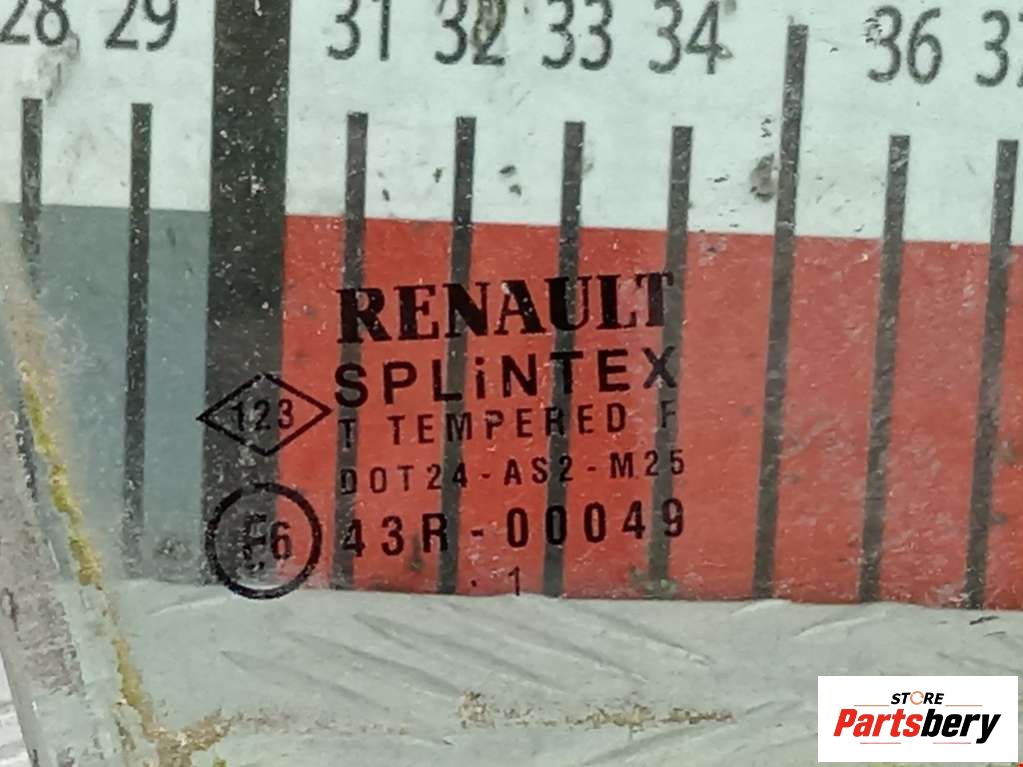 28 29 31 32 33 34 36
RENAULT
SPLiNTEX
123
T TEMPERED F
DOT24-AS2-M25
E6 43R-00049
. 1
STORE
Partsbery